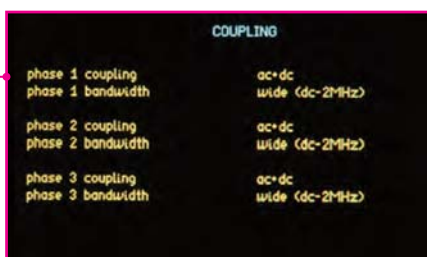 COUPLING
phase 1 coupling ac+dc
phase 1 bandwidth wide (dc-2MHz)
phase 2 coupling ac+dc
phase 2 bandwidth wide (dc-2MHz)
phase 3 coupling ac+dc
phase 3 bandwidth wide (dc-2MHz)